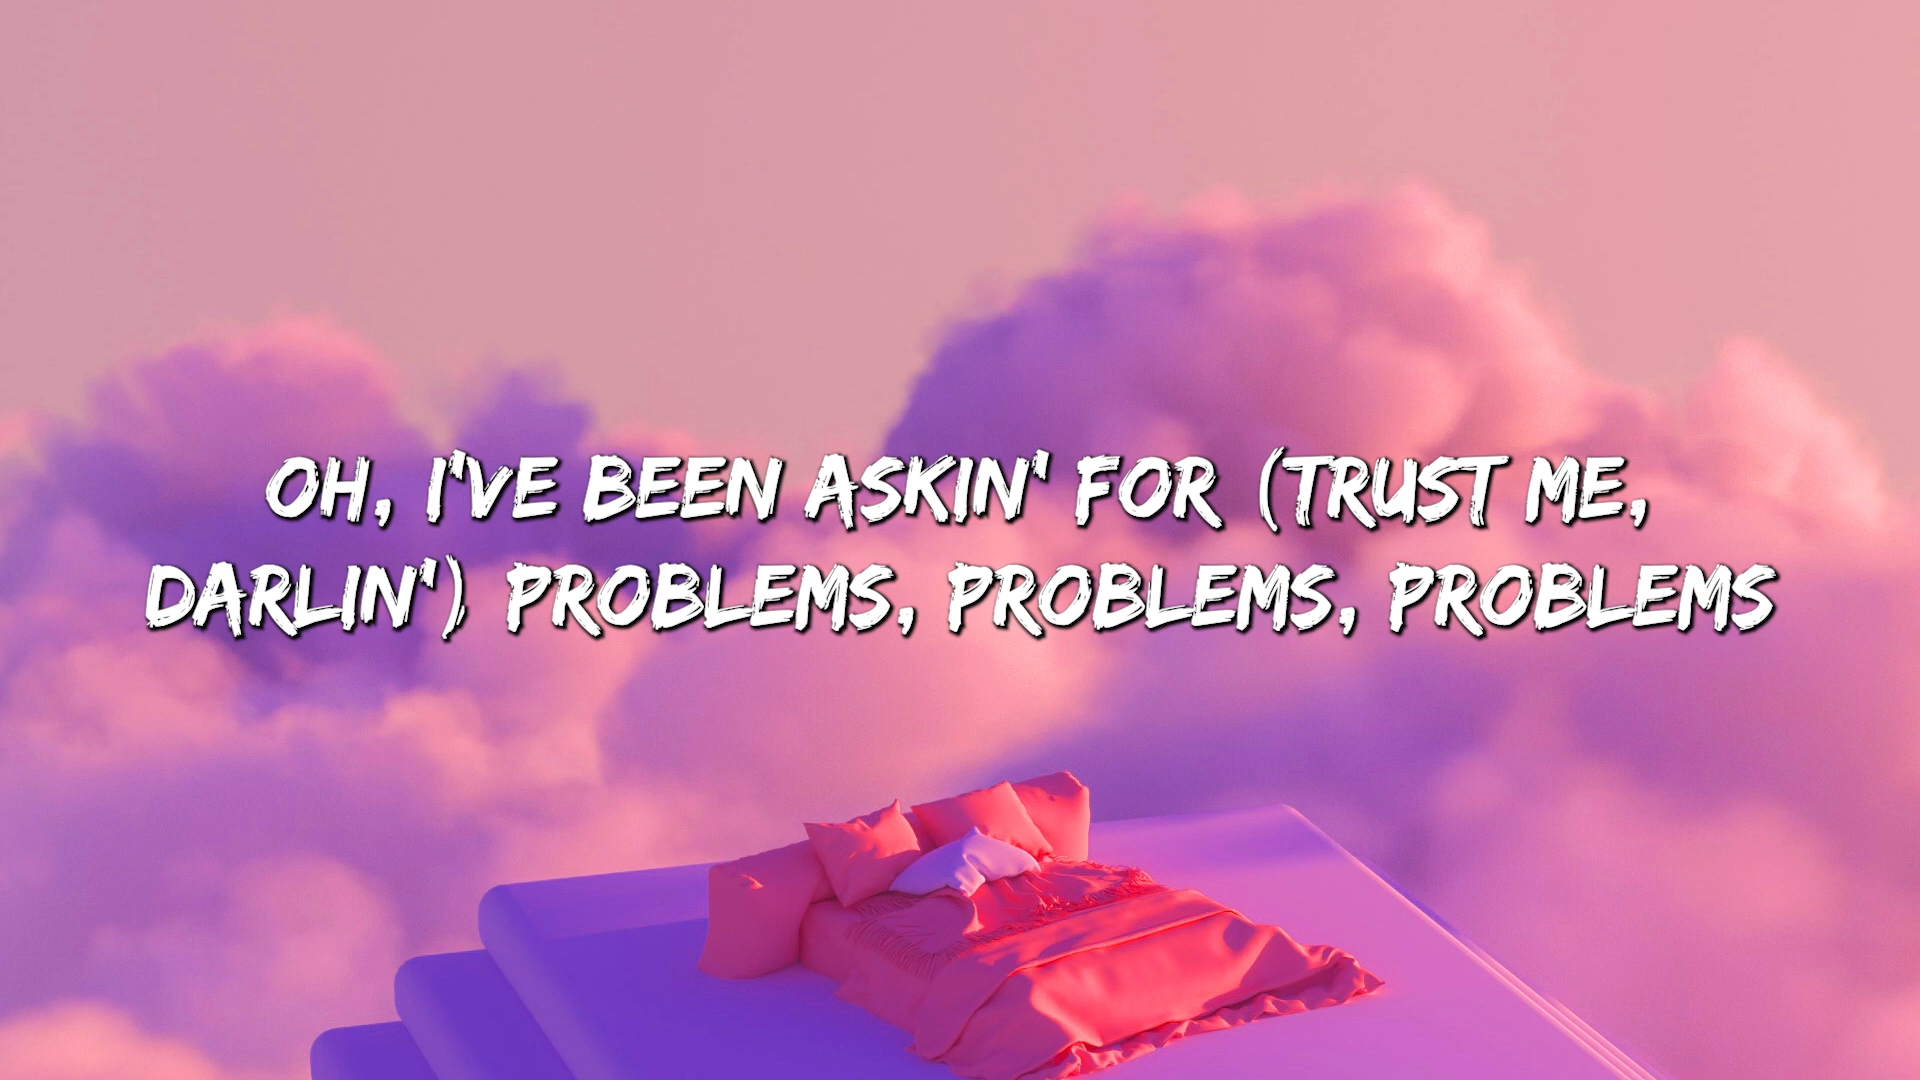 OH, I'VE BEEN ASKIN' FOR (TRUST ME,
DARLIN') PROBLEMS, PROBLEMS, PROBLEMS